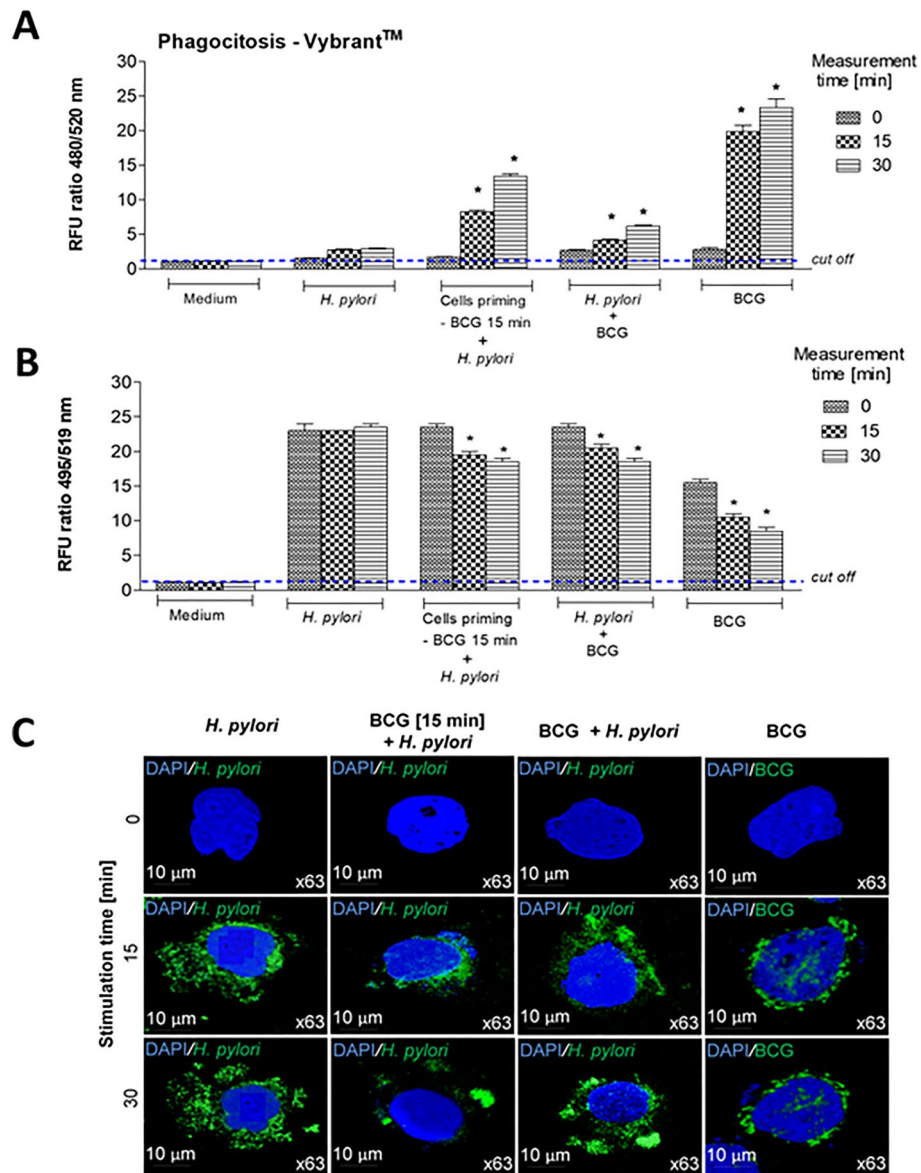 A
Phagocitosis - Vybrant™
RFU ratio 480/520 nm
30
25
20
15
10
5
0
* * * * * *
cut off
Measurement
time [min]
0
15
30
Medium
H. pylori
Cells priming
- BCG 15 min
+
H. pylori
H. pylori
+
BCG
BCG
B
RFU ratio 495/519 nm
30
25
20
15
10
5
0
* * * * * *
cut off
Measurement
time [min]
0
15
30
Medium
H. pylori
Cells priming
- BCG 15 min
+
H. pylori
H. pylori
+
BCG
BCG
C
H. pylori
BCG [15 min]
+ H. pylori
BCG + H. pylori
BCG
Stimulation time [min]
0
DAPI/H. pylori
10 µm
x63
DAPI/H. pylori
10 µm
x63
DAPI/H. pylori
10 µm
x63
DAPI/BCG
10 µm
x63
15
DAPI/H. pylori
10 µm
x63
DAPI/H. pylori
10 µm
x63
DAPI/H. pylori
10 µm
x63
DAPI/BCG
10 µm
x63
30
DAPI/H. pylori
10 µm
x63
DAPI/H. pylori
10 µm
x63
DAPI/H. pylori
10 µm
x63
DAPI/BCG
10 µm
x63